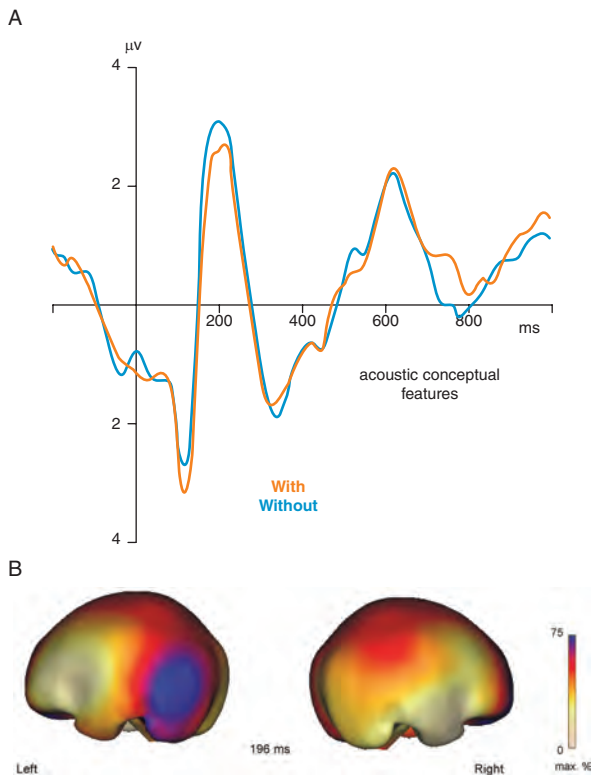 A
μV
4
2
200
400
600
800
ms
acoustic conceptual
features
2
With
Without
4
B
75
196 ms
0
Left
Right
max. %